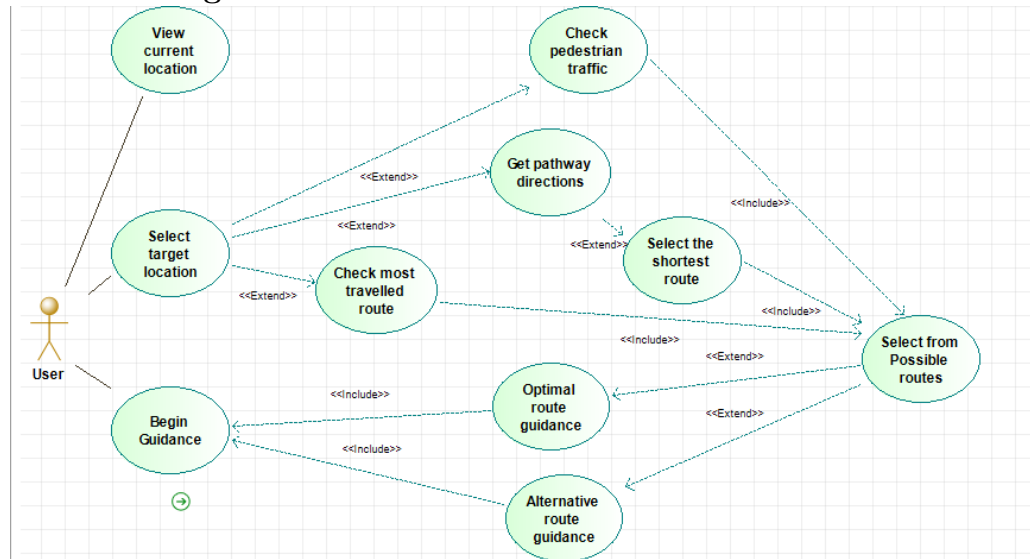 View
current
location
Check
pedestrian
traffic
Get pathway
directions
<<Extend>>
<<Include>>
<<Extend>>
Select
target
location
<<Extend>>
Select the
shortest
route
Check most
travelled
route
<<Extend>>
<<Include>>
<<Include>>
Select from
Possible
routes
<<Extend>>
User
<<Include>>
Optimal
route
guidance
<<Extend>>
Begin
Guidance
<<Include>>
Alternative
route
guidance